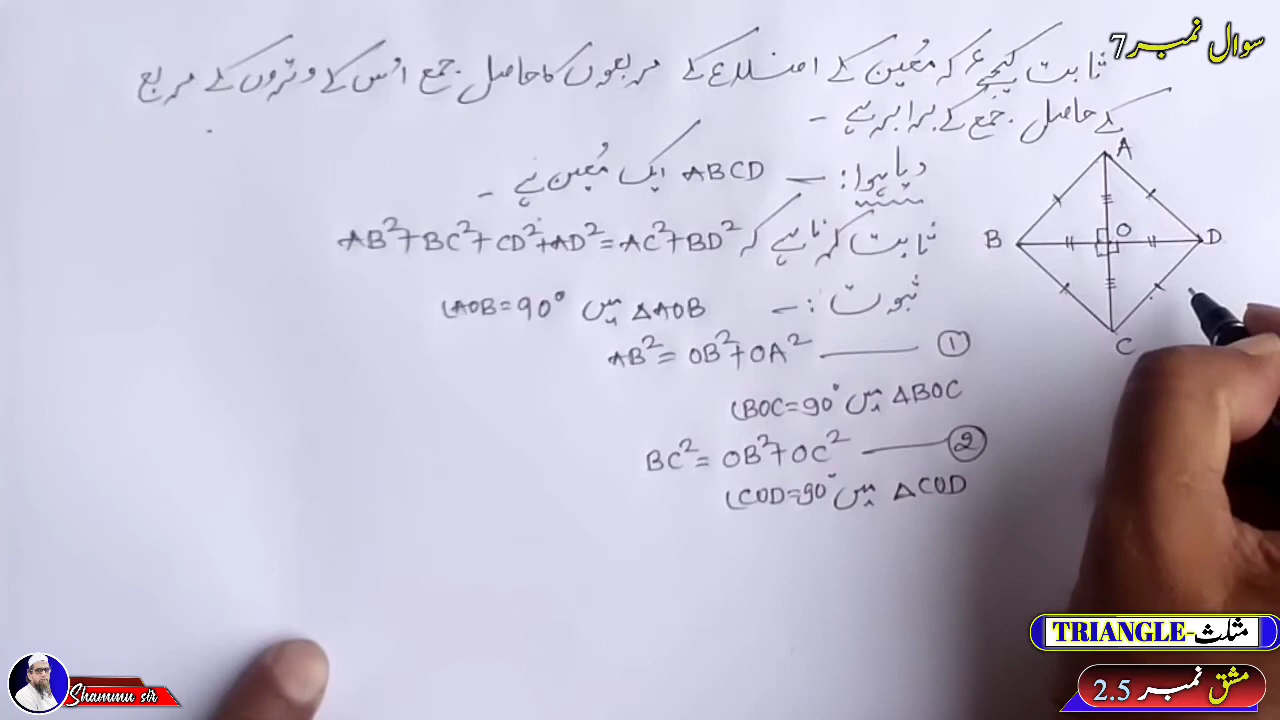 سوال نمبر 7
ثابت کیجیے کہ مُعین کے اضلاع کے مربعوں کا حاصل جمع اُس کے وتروں کے مربع
کے حاصل جمع کے برابر ہے -
دیا ہوا :- ABCD ایک مُعین ہے -
ثابت کرنا ہے کہ AB²+BC²+CD²+AD²=AC²+BD²
ثبوت :- ΔAOB میں ∠AOB=90°
AB²= OB²+OA² ——— ①
ΔBOC میں ∠BOC=90°
BC²= OB²+OC² ——— ②
ΔCOD میں ∠COD=90°
A
B
O
D
C
TRIANGLE-مثلث
مشق نمبر 2.5
Shammu sir